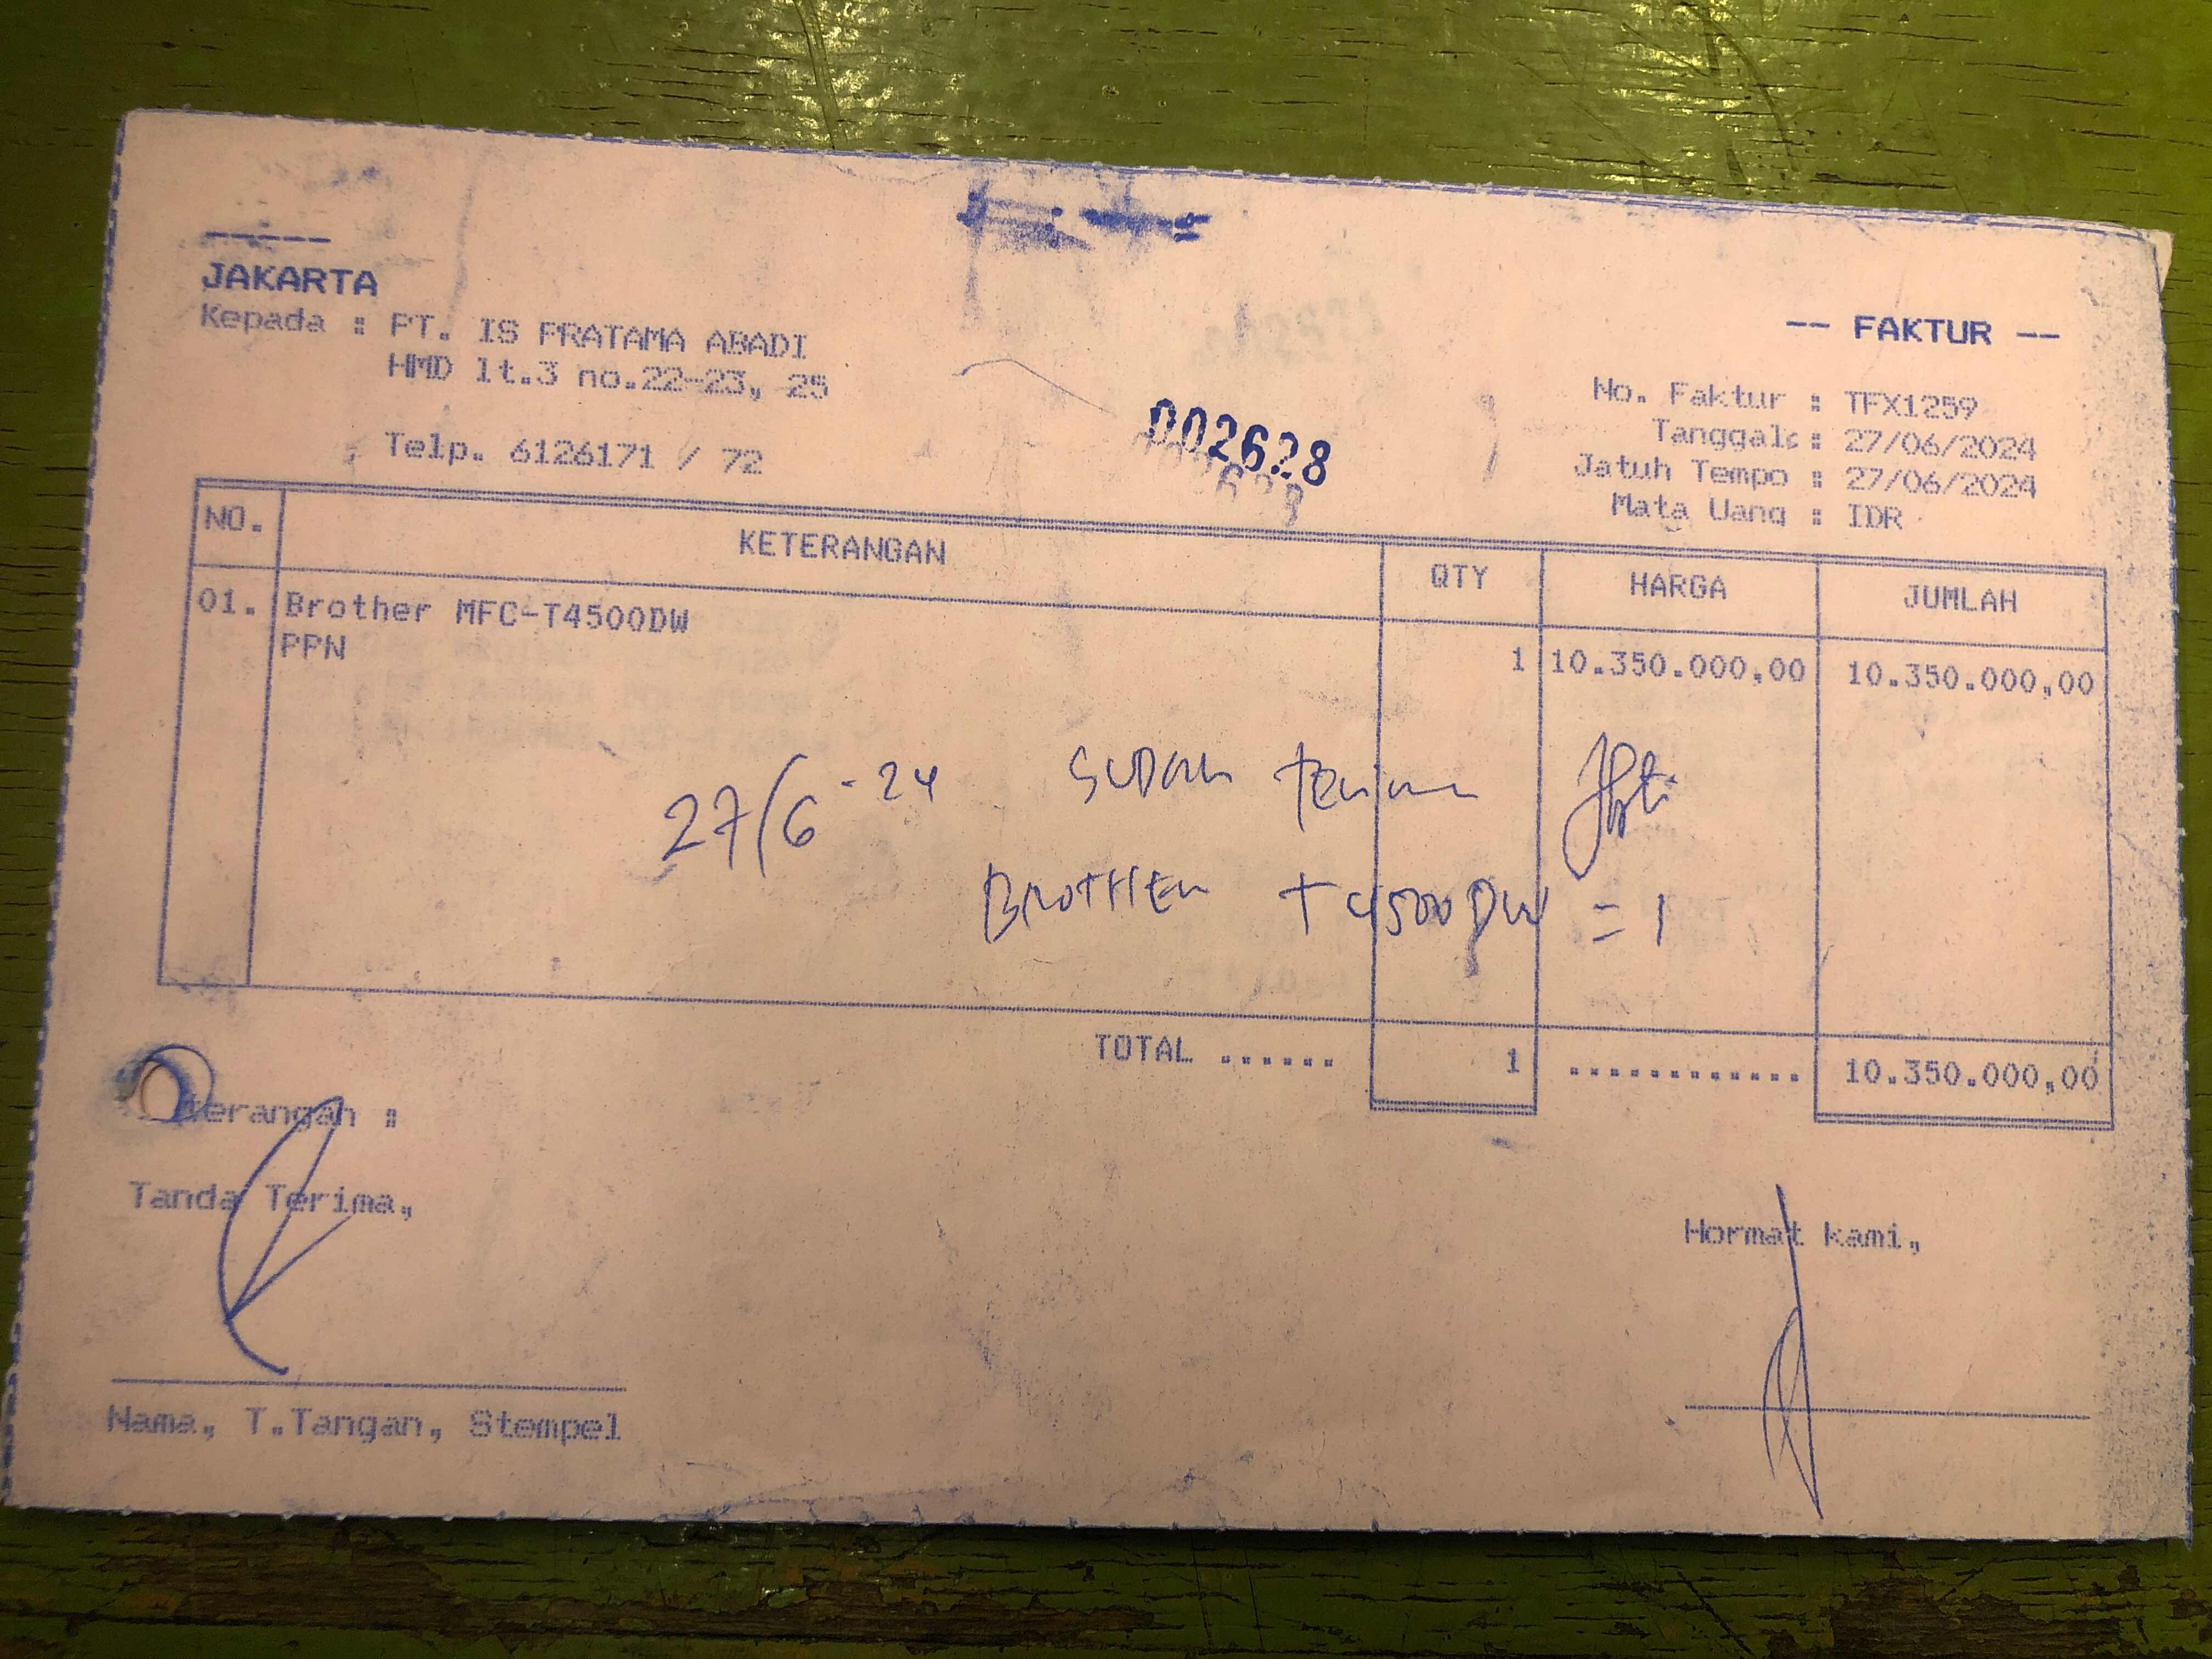 -----
JAKARTA
Kepada : PT. IS PRATAMA ABADI
HMD lt.3 no.22-23, 25
Telp. 6126171 / 72
002628
-- FAKTUR --
No. Faktur : TFX1259
Tanggal : 27/06/2024
Jatuh Tempo : 27/06/2024
Mata Uang : IDR
NO. KETERANGAN QTY HARGA JUMLAH
01. Brother MFC-T4500DW
PPN 1 10.350.000,00 10.350.000,00
27/6-24 SUDAH terima
BROTHER T4500DW = 1
TOTAL ...... 1 ............ 10.350.000,00
terangan :
Tanda Terima,
Hormat kami,
Nama, T.Tangan, Stempel